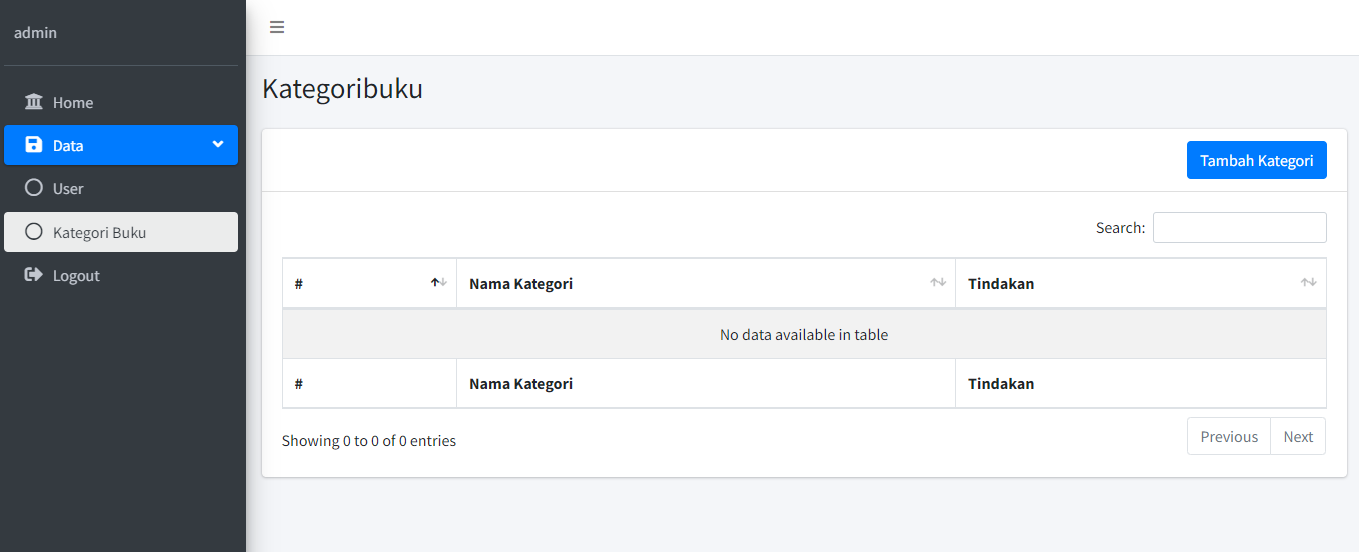 admin
Home
Data
User
Kategori Buku
Logout
Kategoribuku
Tambah Kategori
Search:
# Nama Kategori Tindakan
No data available in table
# Nama Kategori Tindakan
Showing 0 to 0 of 0 entries
Previous Next